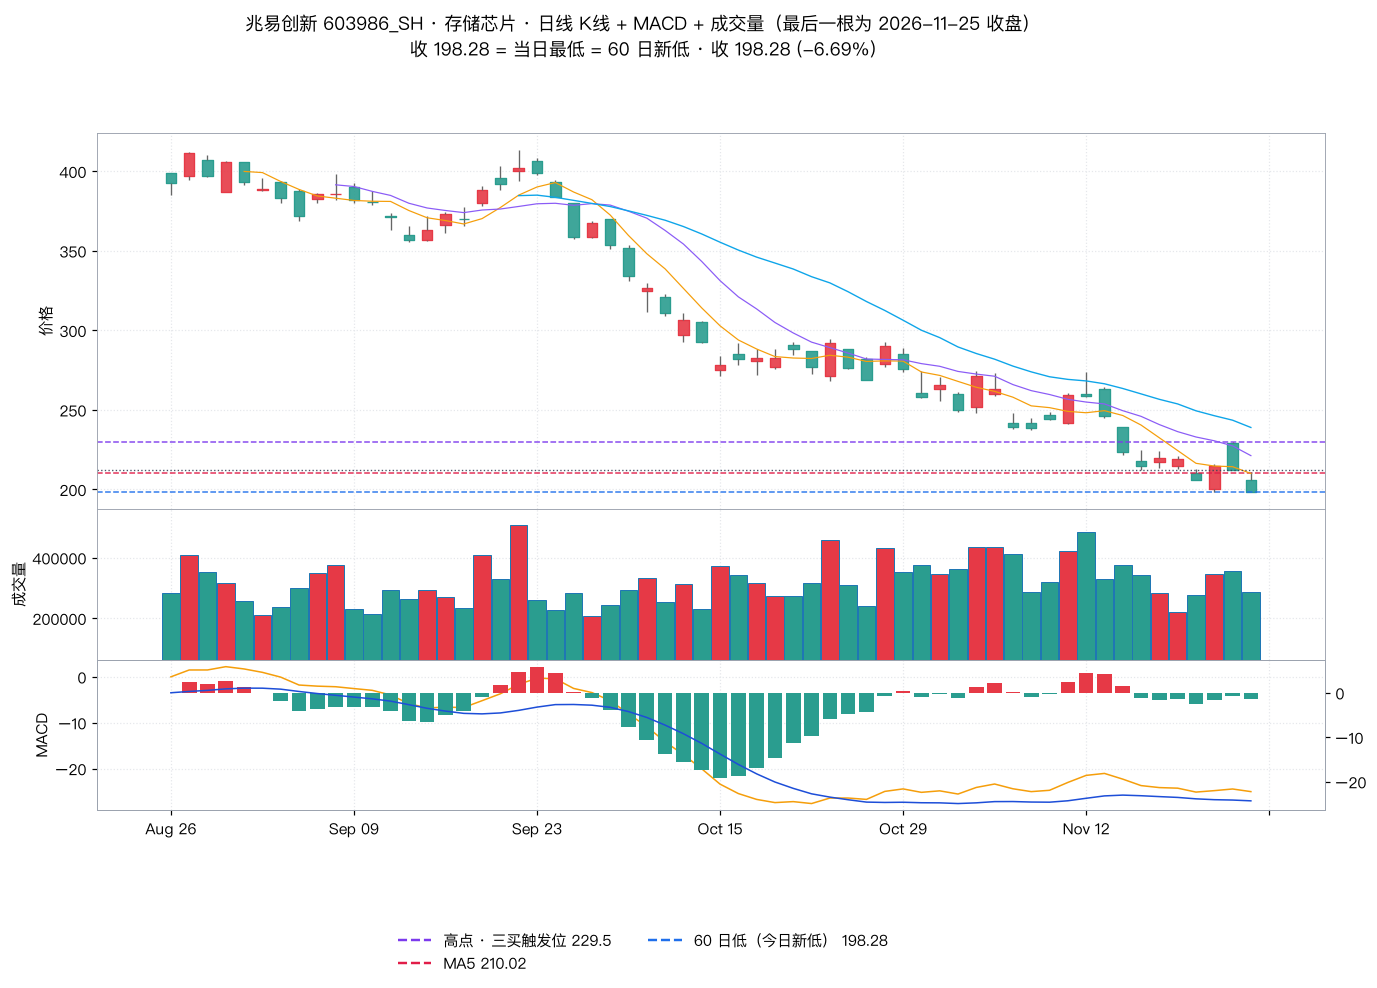 兆易创新 603986_SH · 存储芯片 · 日线 K线 + MACD + 成交量（最后一根为 2026−11−25 收盘）
收 198.28 = 当日最低 = 60 日新低 · 收 198.28 (−6.69%)
400
350
300
250
200
价格
400000
200000
成交量
0
−10
−20
MACD
0
−10
−20
Aug 26
Sep 09
Sep 23
Oct 15
Oct 29
Nov 12
高点 · 三买触发位 229.5
60 日低（今日新低） 198.28
MA5 210.02